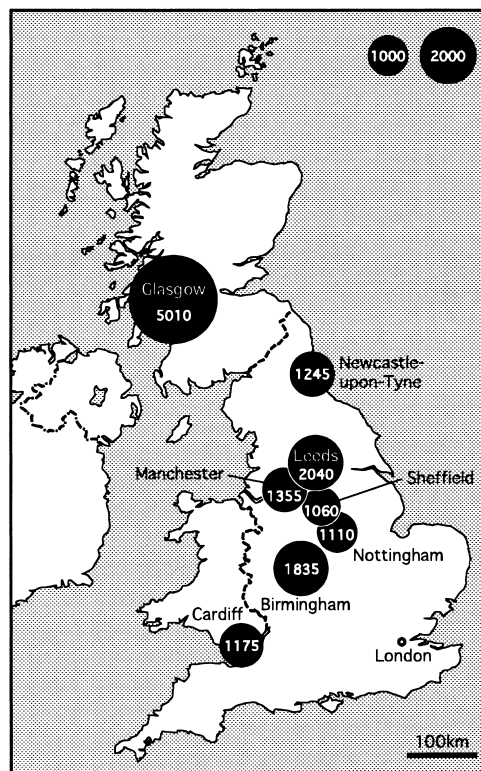 1000
2000
Glasgow
5010
1245
Newcastle-
upon-Tyne
Leeds
2040
Manchester
1355
Sheffield
1060
1110
Nottingham
1835
Birmingham
Cardiff
1175
London
100km